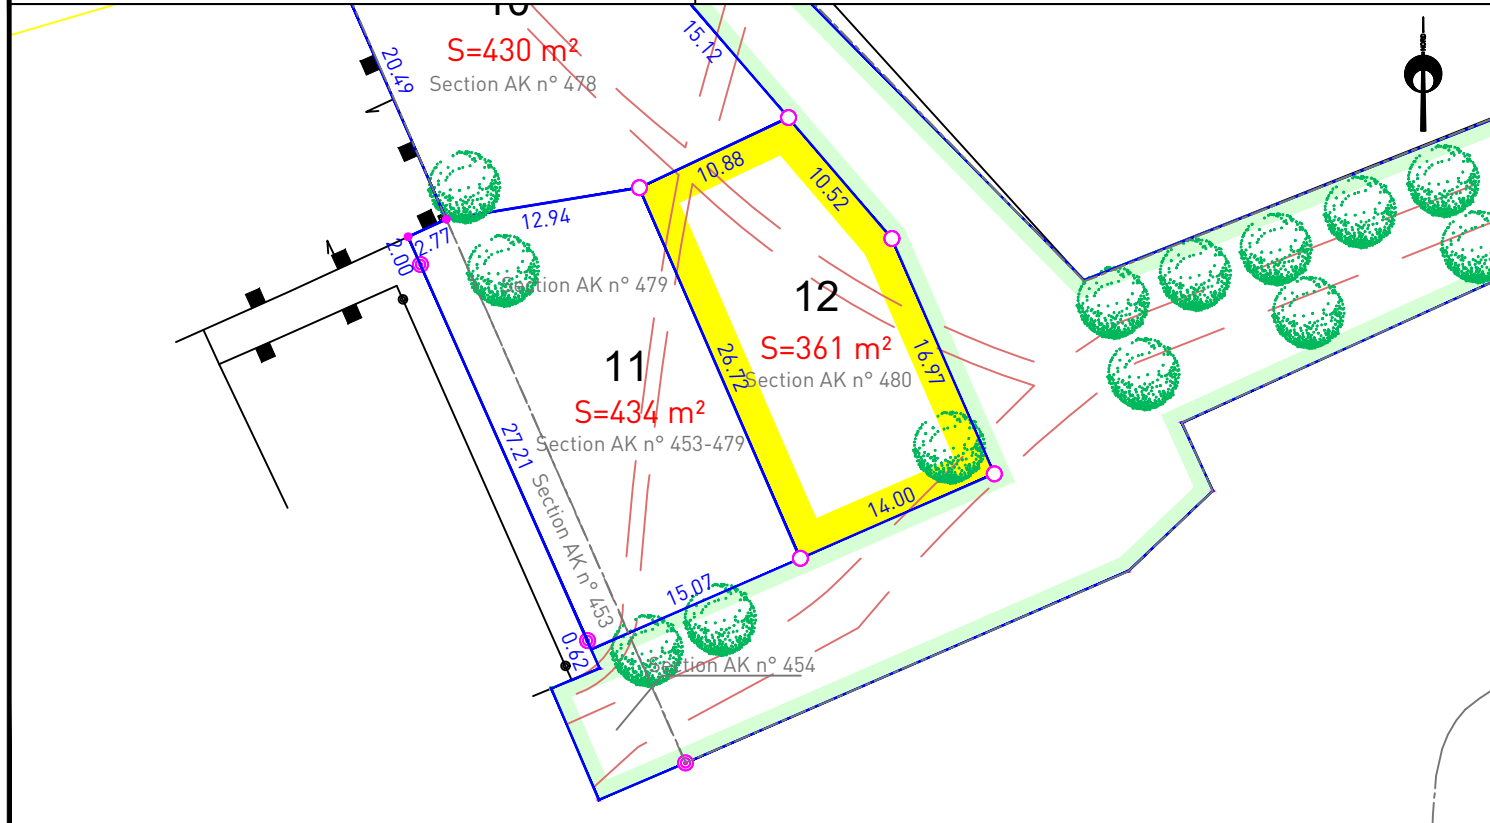 15.12
20.49
S=430 m²
Section AK n° 478
NORD
10.88
10.52
12.94
2.77
2.00
Section AK n° 479
12
S=361 m²
Section AK n° 480
16.97
26.72
11
S=434 m²
Section AK n° 453-479
27.21
Section AK n° 453
14.00
15.07
0.62
Section AK n° 454